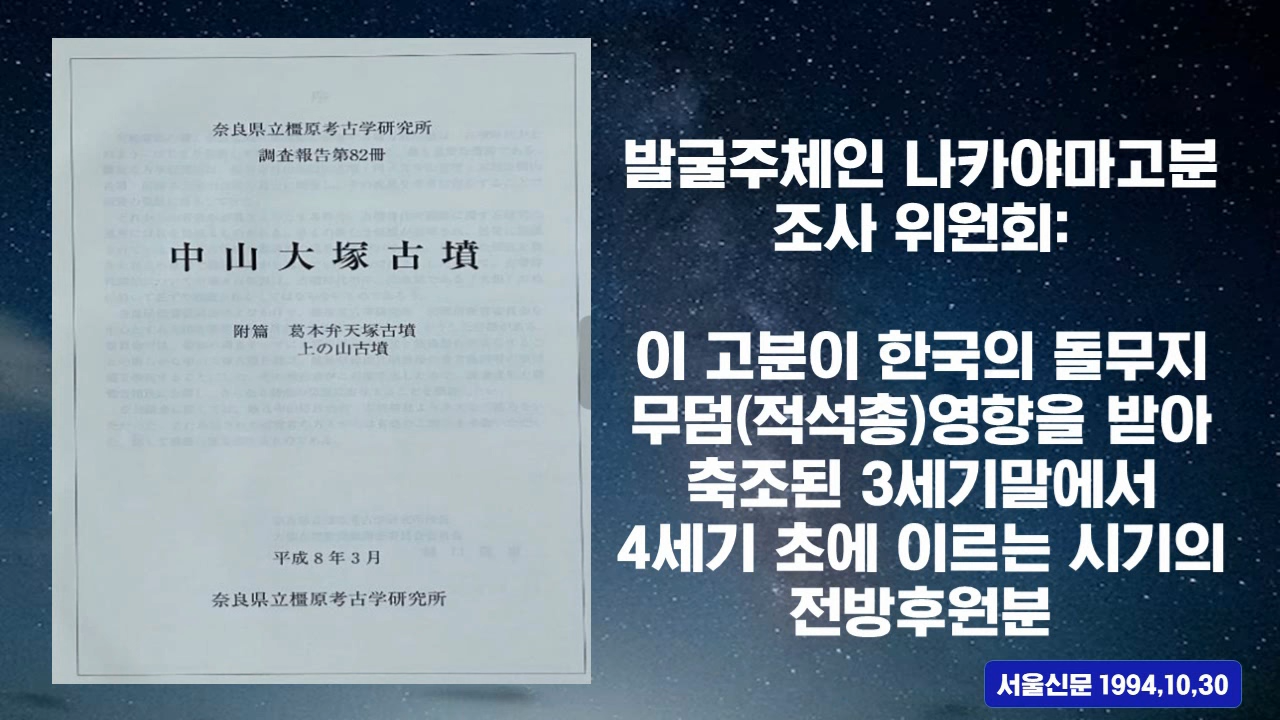 奈良県立橿原考古学研究所
調査報告第82冊
中山大塚古墳
附篇 葛本弁天塚古墳
上の山古墳
平成8年3月
奈良県立橿原考古学研究所
발굴주체인 나카야마고분
조사 위원회:
이 고분이 한국의 돌무지
무덤(적석총)영향을 받아
축조된 3세기말에서
4세기 초에 이르는 시기의
전방후원분
서울신문 1994,10,30